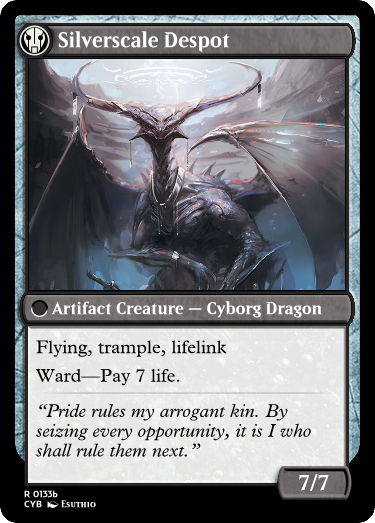 Silverscale Despot
Artifact Creature — Cyborg Dragon
Flying, trample, lifelink
Ward—Pay 7 life.
“Pride rules my arrogant kin. By
seizing every opportunity, it is I who
shall rule them next.”
7/7
R 0133b
CYB Esuthio